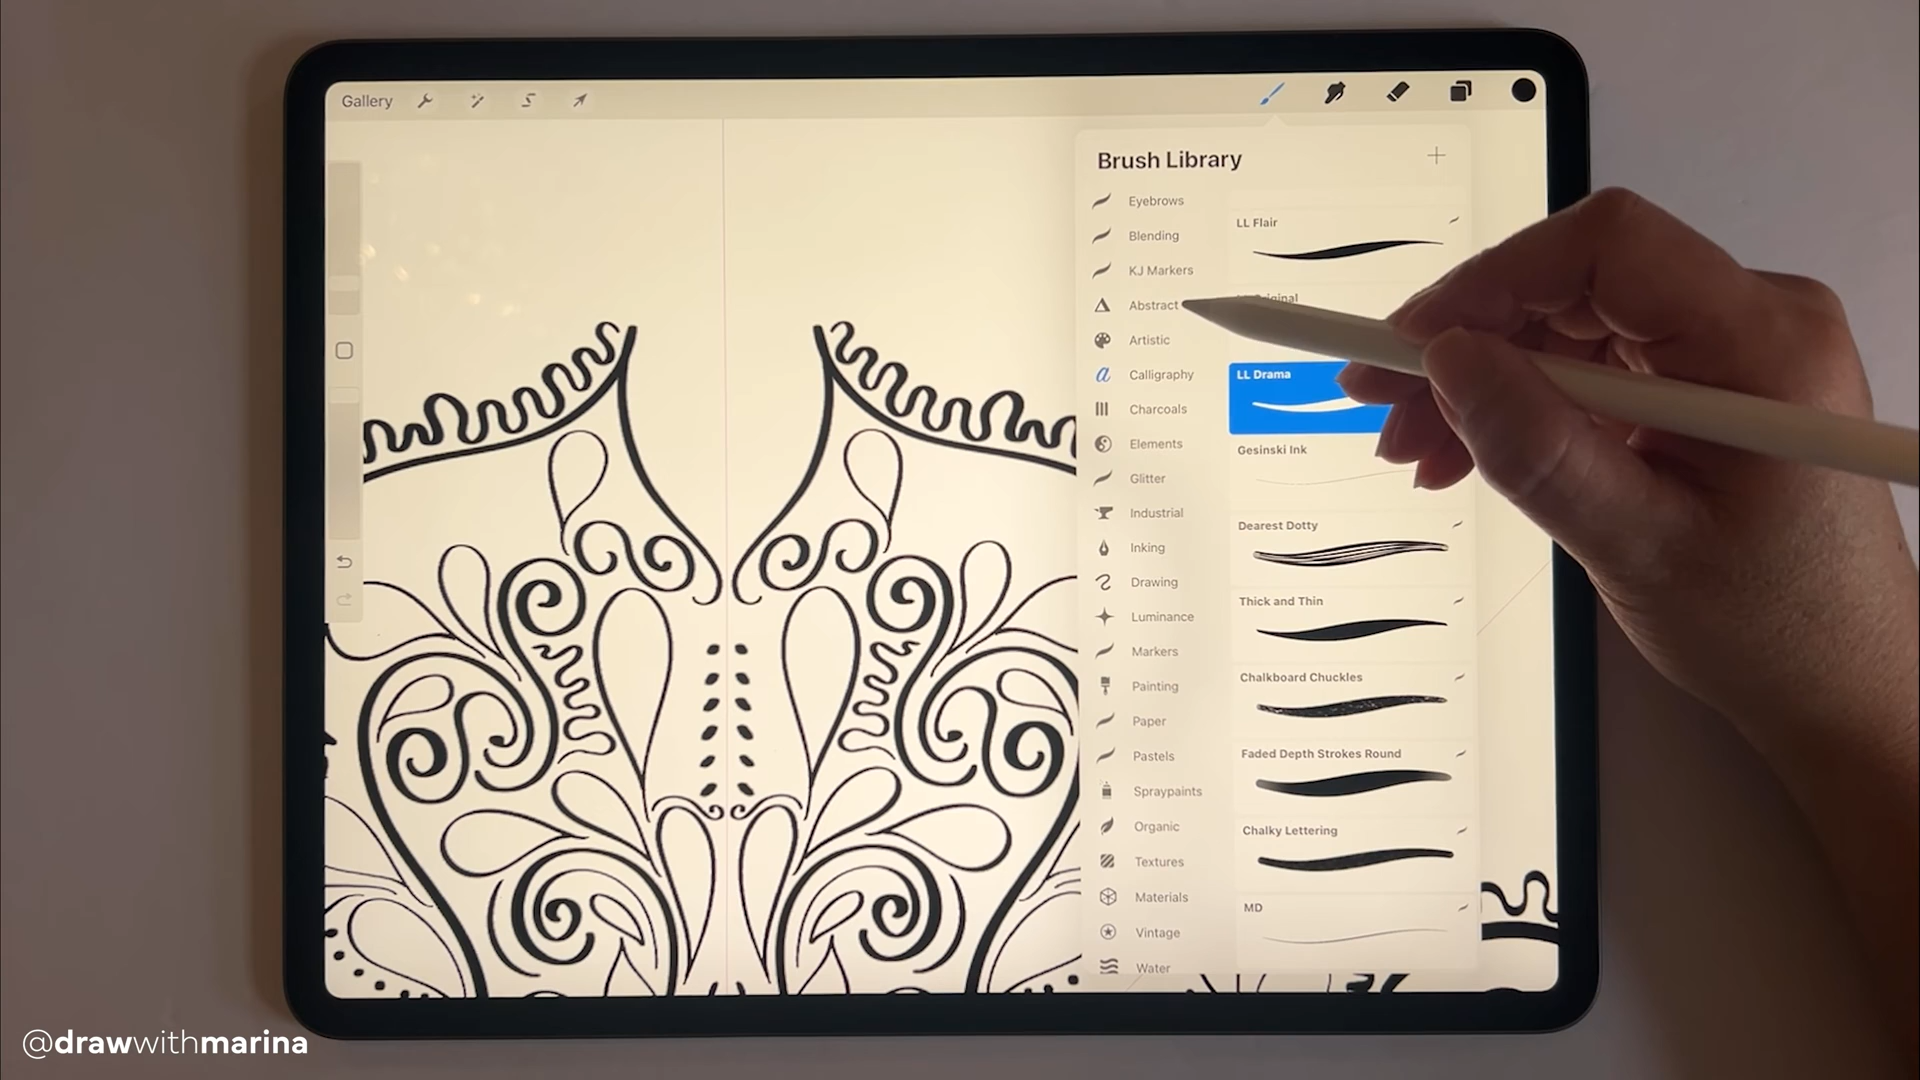 Gallery
Brush Library
Eyebrows
Blending
KJ Markers
Abstract
Artistic
Calligraphy
Charcoals
Elements
Glitter
Industrial
Inking
Drawing
Luminance
Markers
Painting
Paper
Pastels
Spraypaints
Organic
Textures
Materials
Vintage
Water
LL Flair
LL Drama
Gesinski Ink
Dearest Dotty
Thick and Thin
Chalkboard Chuckles
Faded Depth Strokes Round
Chalky Lettering
MD
@drawwithmarina